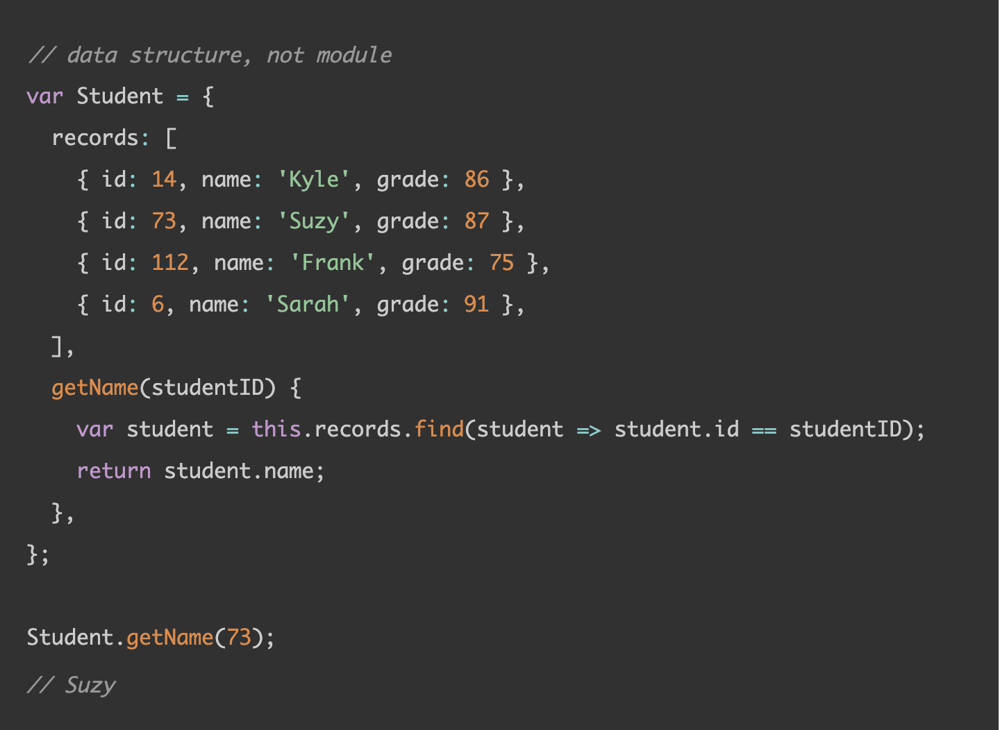 // data structure, not module
var Student = {
  records: [
    { id: 14, name: 'Kyle', grade: 86 },
    { id: 73, name: 'Suzy', grade: 87 },
    { id: 112, name: 'Frank', grade: 75 },
    { id: 6, name: 'Sarah', grade: 91 },
  ],
  getName(studentID) {
    var student = this.records.find(student => student.id == studentID);
    return student.name;
  },
};

Student.getName(73);
// Suzy